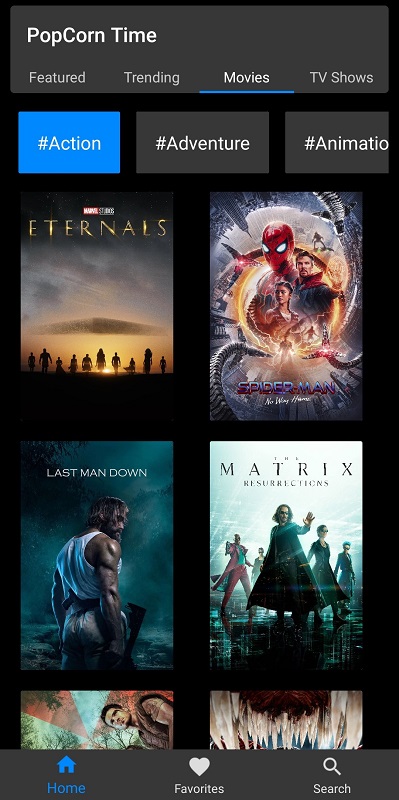 PopCorn Time
Featured Trending Movies TV Shows
#Action #Adventure #Animatio
MARVEL STUDIOS
ETERNALS
SPIDER-MAN
No Way Home
LAST MAN DOWN
THE
MATRIX
RESURRECTIONS
Home Favorites Search